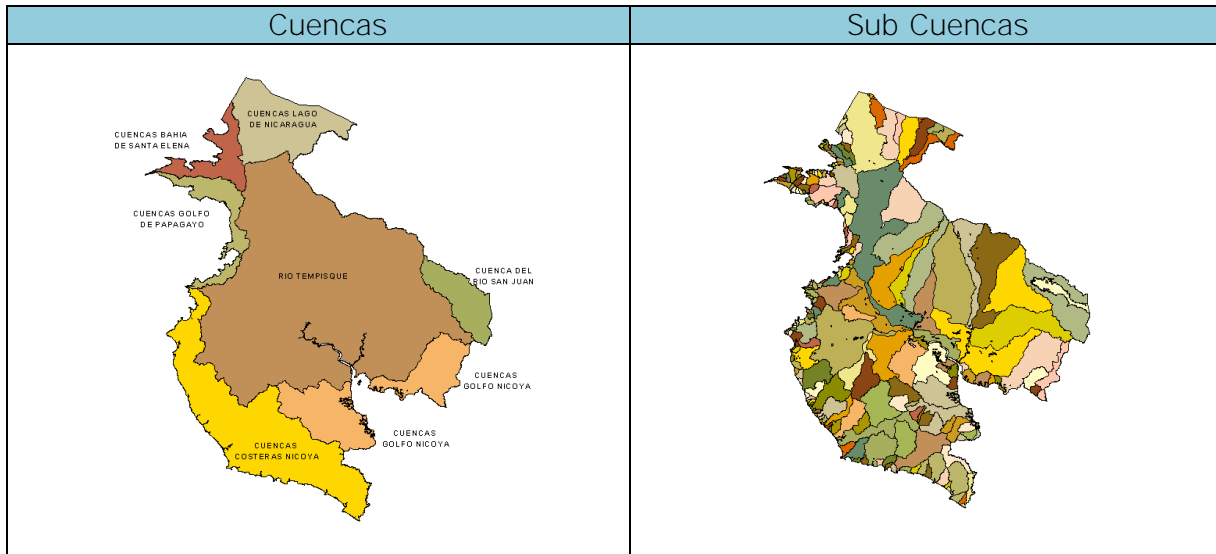 Cuencas
Sub Cuencas
CUENCAS LAGO
DE NICARAGUA
CUENCAS BAHIA
DE SANTA ELENA
CUENCAS GOLFO
DE PAPAGAYO
RIO TEMPISQUE
CUENCA DEL
RIO SAN JUAN
CUENCAS
GOLFO NICOYA
CUENCAS
GOLFO NICOYA
CUENCAS
COSTERAS NICOYA